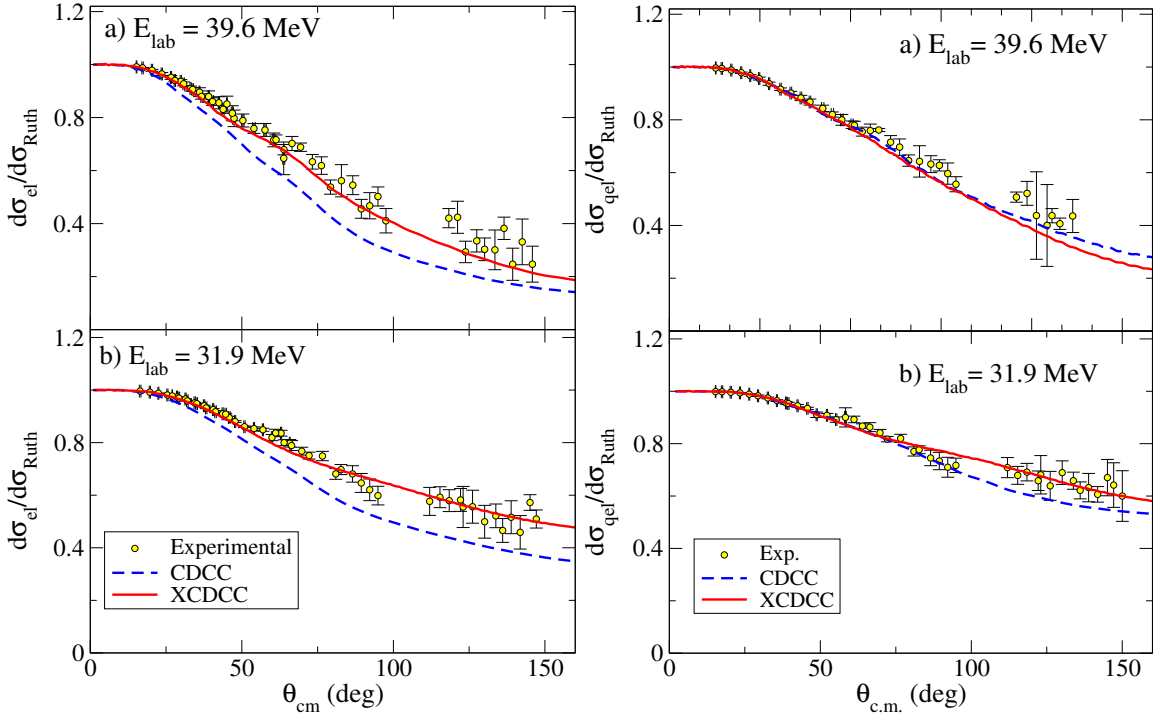 a) E_lab = 39.6 MeV
1.2
0.8
0.4
dσ_el/dσ_Ruth
b) E_lab = 31.9 MeV
1.2
0.8
0.4
0
dσ_el/dσ_Ruth
Experimental
CDCC
XCDCC
0 50 100 150
θ_cm (deg)
a) E_lab = 39.6 MeV
1.2
0.8
0.4
dσ_qel/dσ_Ruth
b) E_lab = 31.9 MeV
1.2
0.8
0.4
0
dσ_qel/dσ_Ruth
Exp.
CDCC
XCDCC
0 50 100 150
θ_c.m. (deg)